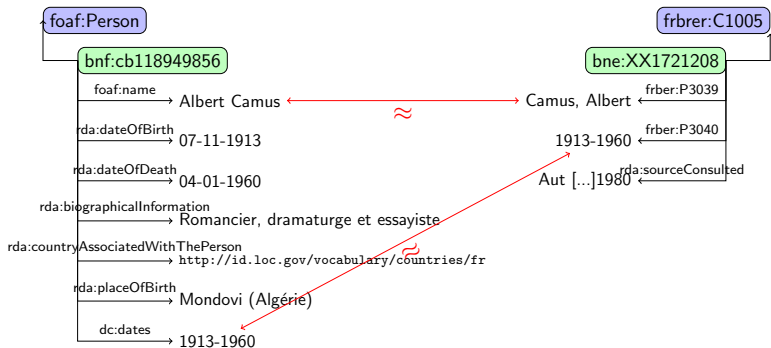 foaf:Person
frbrer:C1005
bnf:cb118949856
bne:XX1721208
foaf:name
Albert Camus
≈
Camus, Albert
frber:P3039
rda:dateOfBirth
07-11-1913
1913-1960
frber:P3040
rda:dateOfDeath
04-01-1960
Aut [...]1980
rda:sourceConsulted
rda:biographicalInformation
Romancier, dramaturge et essayiste
≈
rda:countryAssociatedWithThePerson
http://id.loc.gov/vocabulary/countries/fr
rda:placeOfBirth
Mondovi (Algérie)
dc:dates
1913-1960